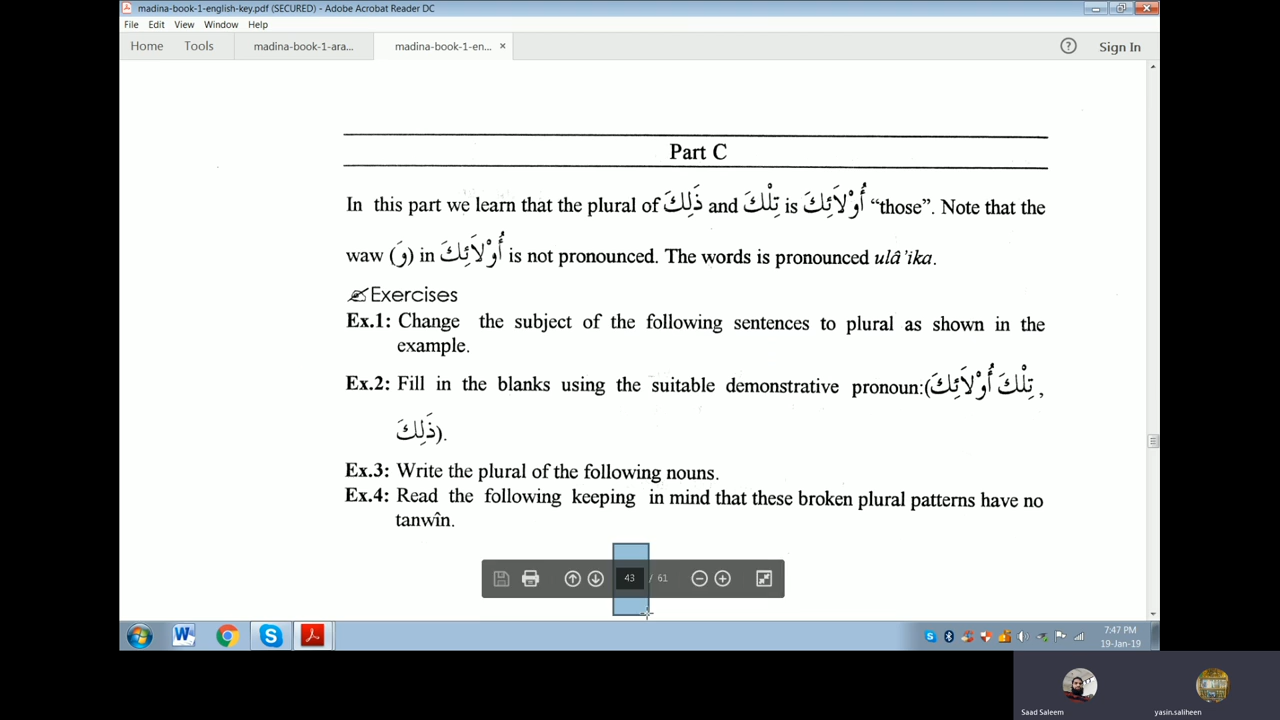 madina-book-1-english-key.pdf (SECURED) - Adobe Acrobat Reader DC
File Edit View Window Help
Home Tools madina-book-1-ara... madina-book-1-en... × ? Sign In
Part C
In this part we learn that the plural of ذَلِكَ and تِلْكَ is أُوْلاَئِكَ “those”. Note that the
waw (وَ) in أُوْلاَئِكَ is not pronounced. The words is pronounced ulâ’ika.
Exercises
Ex.1: Change the subject of the following sentences to plural as shown in the
example.
Ex.2: Fill in the blanks using the suitable demonstrative pronoun:(تِلْكَ أُوْلاَئِكَ ,
ذَلِكَ).
Ex.3: Write the plural of the following nouns.
Ex.4: Read the following keeping in mind that these broken plural patterns have no
tanwîn.
43 / 61
7:47 PM
19-Jan-19
Saad Saleem yasin.saliheen